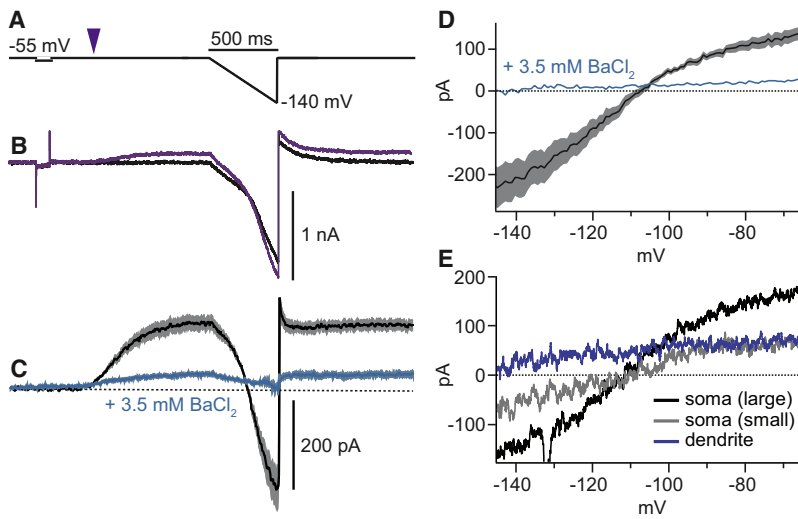 A
-55 mV
500 ms
-140 mV
B
1 nA
C
+ 3.5 mM BaCl2
200 pA
D
pA
100
0
-100
-200
+ 3.5 mM BaCl2
-140
-120
-100
-80
mV
E
pA
200
100
0
-100
soma (large)
soma (small)
dendrite
-140
-120
-100
-80
mV